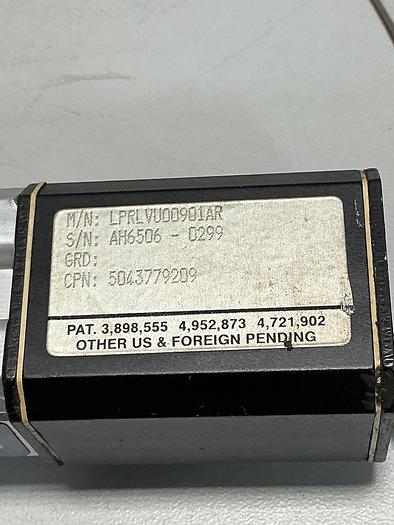 M/N: LPRLVU00901AR
S/N: AH6506 - 0299
GRD:
CPN: 5043779209
PAT. 3,898,555 4,952,873 4,721,902
OTHER US & FOREIGN PENDING